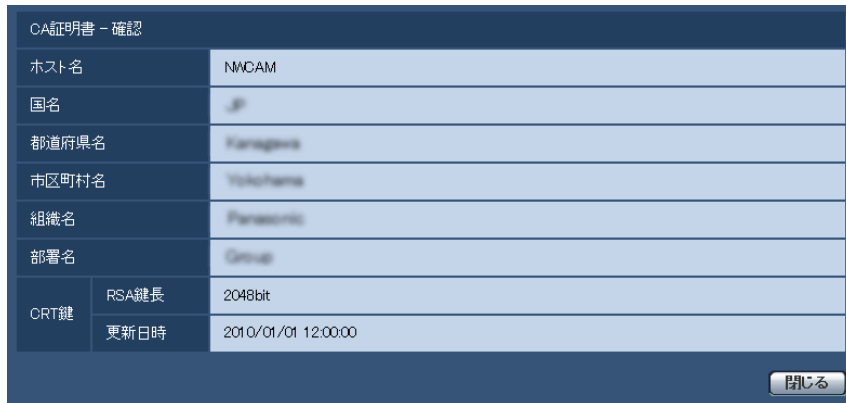 CA証明書 − 確認
ホスト名 NWCAM
国名 JP
都道府県名 Kanagawa
市区町村名 Yokohama
組織名 Panasonic
部署名 Group
CRT鍵 RSA鍵長 2048bit
更新日時 2010/01/01 12:00:00
閉じる